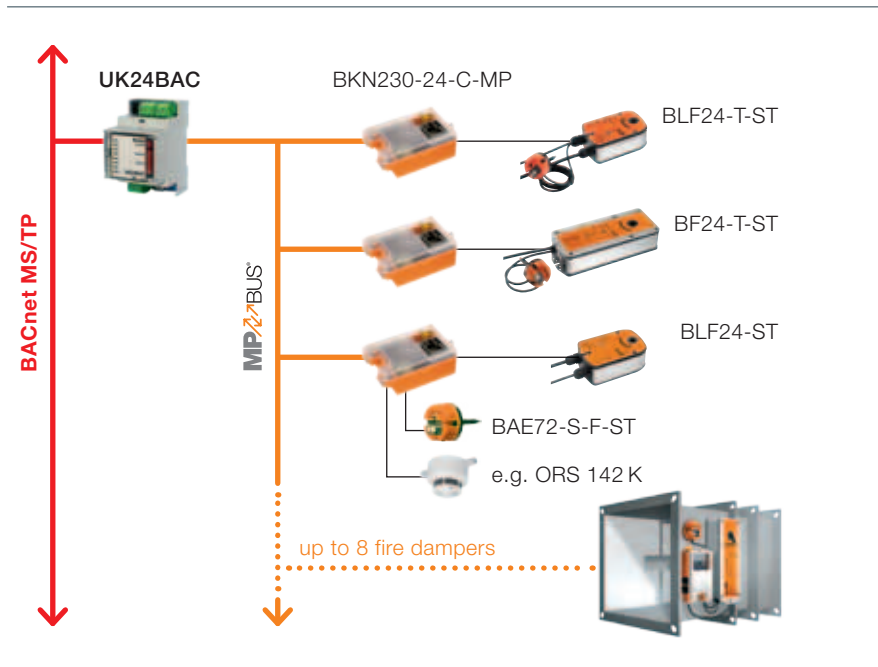 UK24BAC
BKN230-24-C-MP
BLF24-T-ST
BF24-T-ST
BLF24-ST
BAE72-S-F-ST
e.g. ORS 142 K
up to 8 fire dampers
BACnet MS/TP
MP BUS®